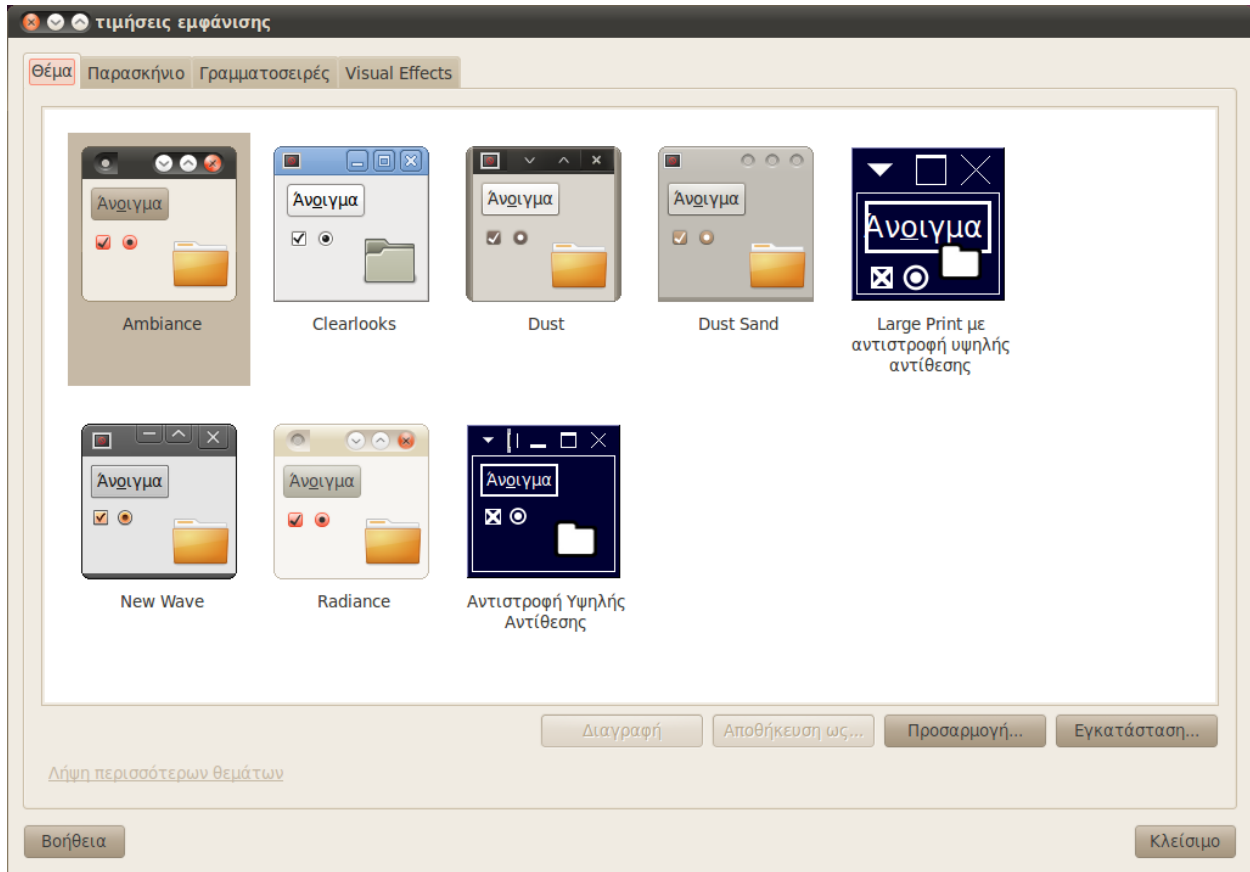 τιμήσεις εμφάνισης
Θέμα Παρασκήνιο Γραμματοσειρές Visual Effects
Άνοιγμα Άνοιγμα Άνοιγμα Άνοιγμα Άνοιγμα
Ambiance Clearlooks Dust Dust Sand Large Print με
αντιστροφή υψηλής
αντίθεσης
Άνοιγμα Άνοιγμα Άνοιγμα
New Wave Radiance Αντιστροφή Υψηλής
Αντίθεσης
Διαγραφή Αποθήκευση ως... Προσαρμογή... Εγκατάσταση...
Λήψη περισσότερων θεμάτων
Βοήθεια Κλείσιμο